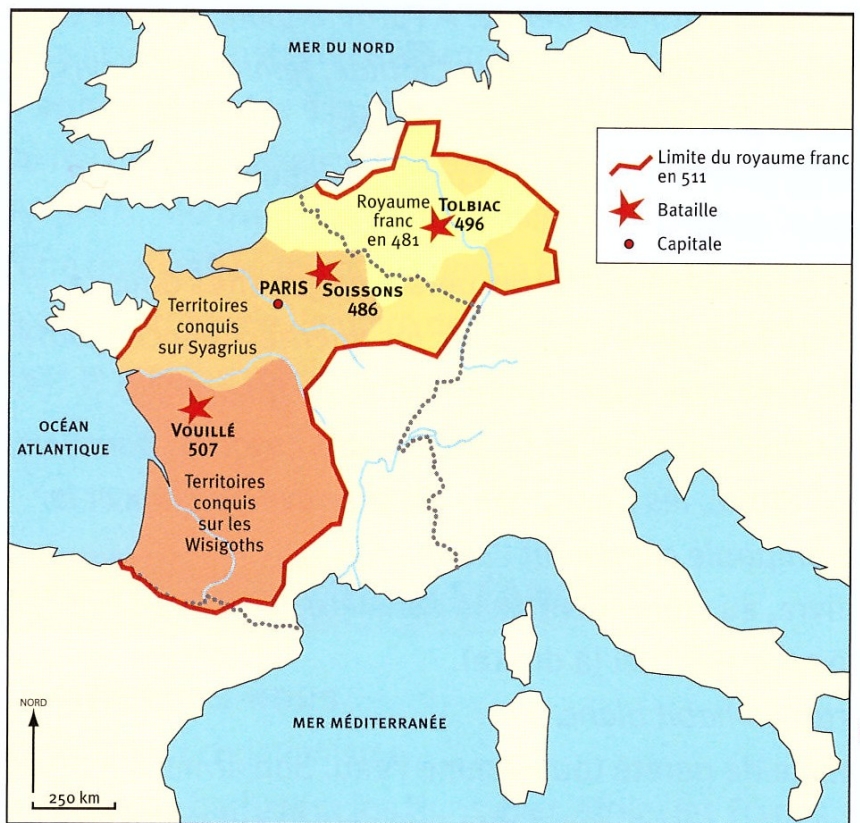 MER DU NORD
Limite du royaume franc
en 511
Bataille
Capitale
Royaume
franc
en 481
TOLBIAC
496
PARIS
SOISSONS
486
Territoires
conquis
sur Syagrius
VOUILLÉ
507
OCÉAN
ATLANTIQUE
Territoires
conquis
sur les
Wisigoths
MER MÉDITERRANÉE
NORD
250 km